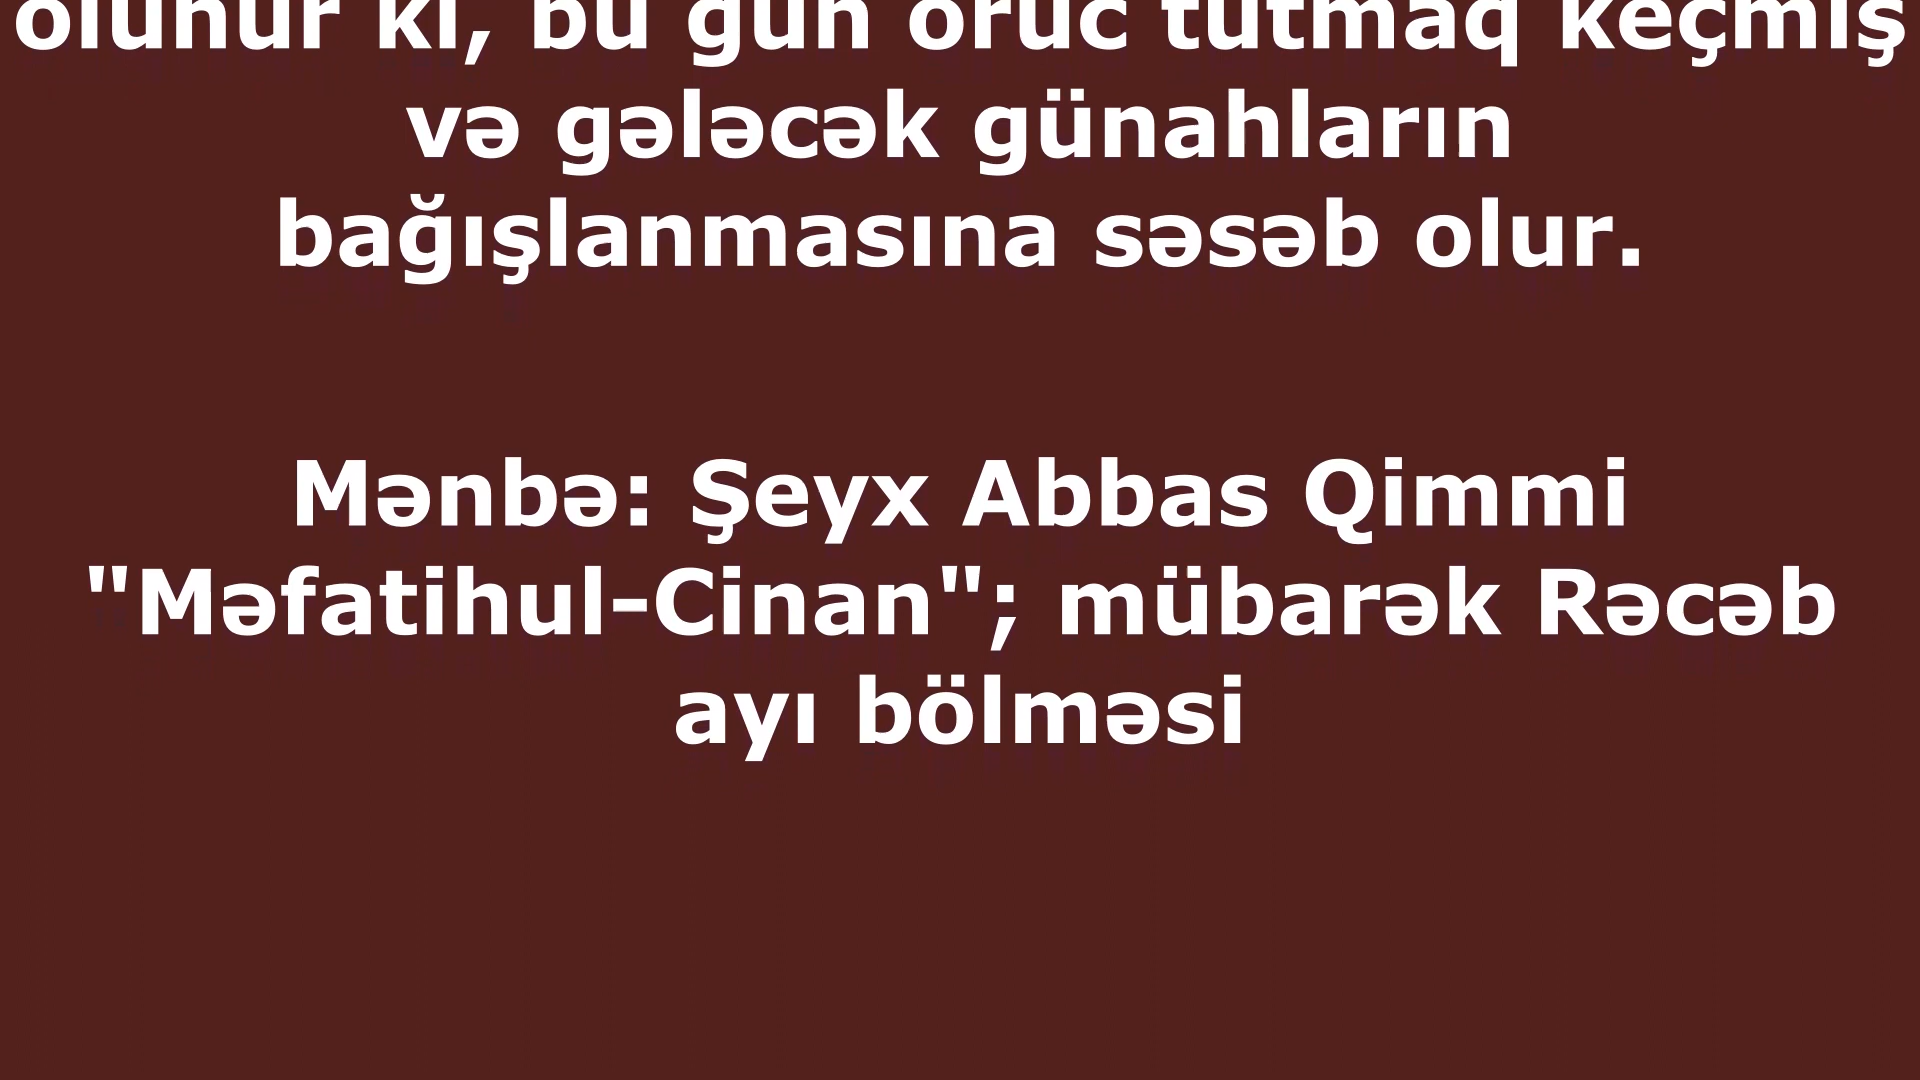 olunur ki, bu gün oruc tutmaq keçmiş
və gələcək günahların
bağışlanmasına səsəb olur.
Mənbə: Şeyx Abbas Qimmi
"Məfatihul-Cinan"; mübarək Rəcəb
ayı bölməsi